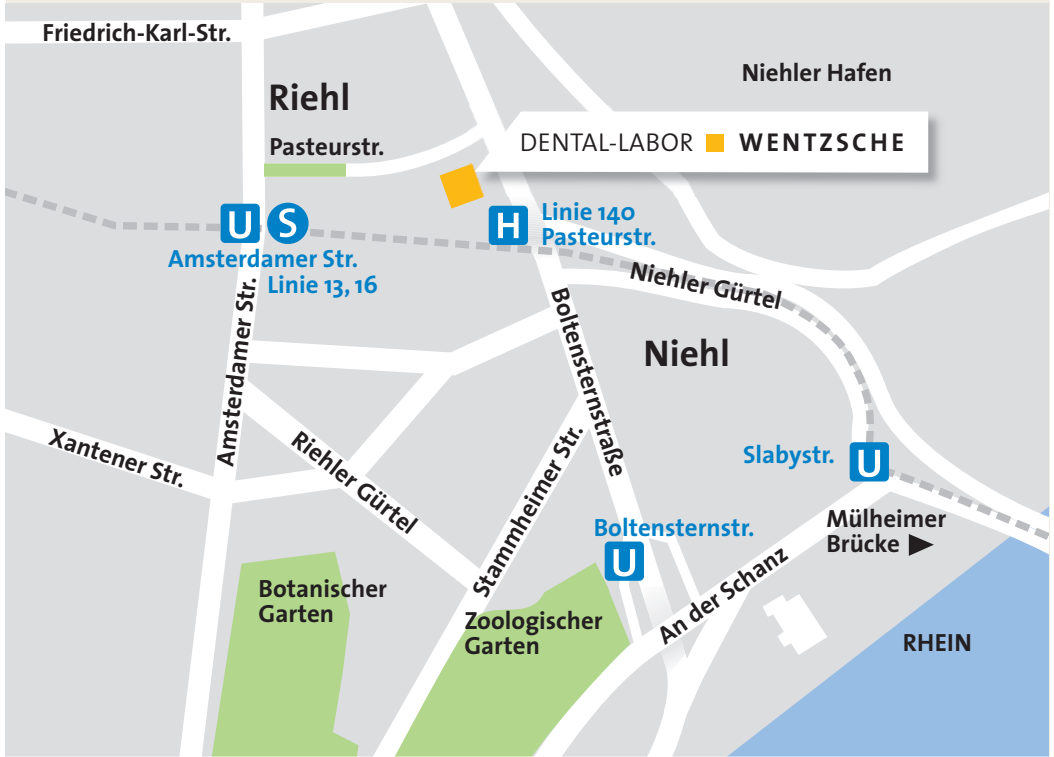 Friedrich-Karl-Str.
Niehler Hafen
Riehl
Pasteurstr.
DENTAL-LABOR WENTZSCHE
U S
H
Linie 140
Pasteurstr.
Amsterdamer Str.
Linie 13, 16
Niehler Gürtel
Amsterdamer Str.
Boltensternstraße
Niehl
Xantener Str.
Riehler Gürtel
Stammheimer Str.
Slabystr.
U
Boltensternstr.
U
Mülheimer
Brücke
An der Schanz
Botanischer
Garten
Zoologischer
Garten
RHEIN